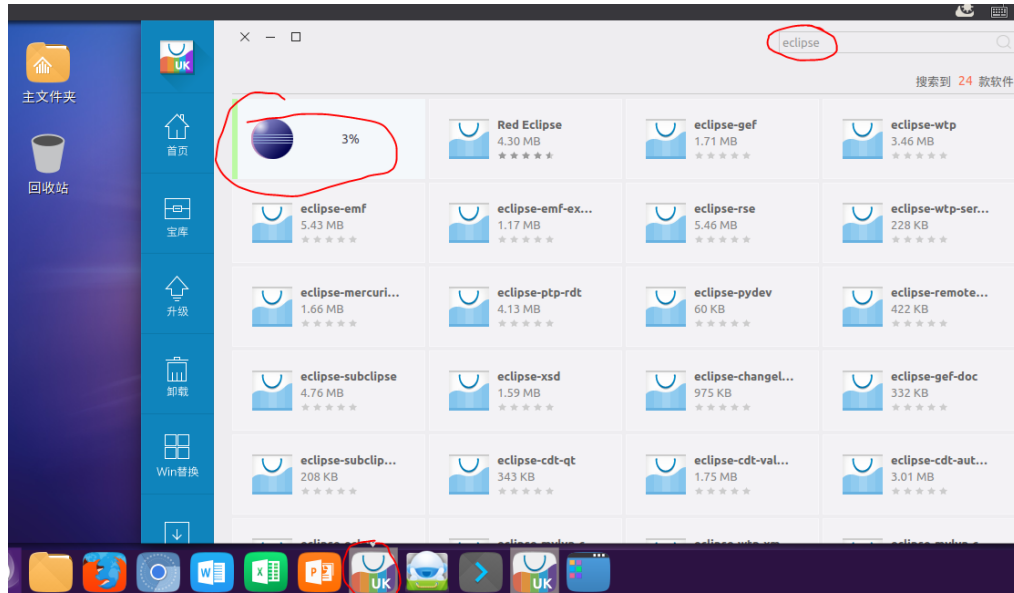 eclipse
搜索到 24 款软件
主文件夹
回收站
UK
首页
宝库
升级
卸载
Win替换
3%
Red Eclipse
4.30 MB
eclipse-gef
1.71 MB
eclipse-wtp
3.46 MB
eclipse-emf
5.43 MB
eclipse-emf-ex...
1.17 MB
eclipse-rse
5.46 MB
eclipse-wtp-ser...
228 KB
eclipse-mercuri...
1.66 MB
eclipse-ptp-rdt
4.13 MB
eclipse-pydev
60 KB
eclipse-remote...
422 KB
eclipse-subclipse
4.76 MB
eclipse-xsd
1.59 MB
eclipse-changel...
975 KB
eclipse-gef-doc
332 KB
eclipse-subclip...
208 KB
eclipse-cdt-qt
343 KB
eclipse-cdt-val...
1.75 MB
eclipse-cdt-aut...
3.01 MB
W
X
P
UK
UK